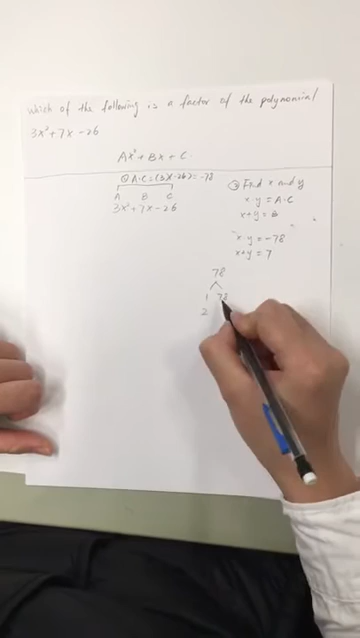 which of the following is a factor of the polynomial
3x²+7x-26
Ax²+Bx+C
① A·C=(3)(-26)=-78
A B C
3x²+7x-26
② Find x and y
x·y=A·C
x+y=B
x·y=-78
x+y=7
78
1 78
2